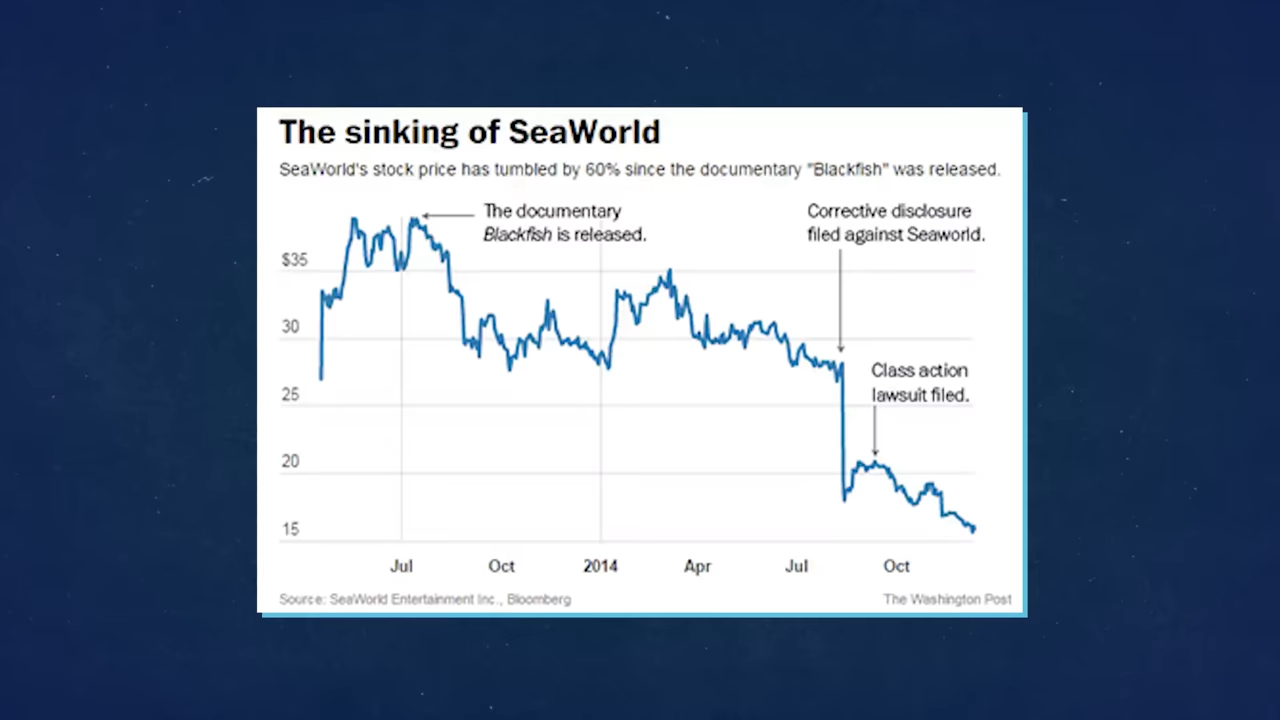 The sinking of SeaWorld
SeaWorld's stock price has tumbled by 60% since the documentary "Blackfish" was released.
The documentary
Blackfish is released.
Corrective disclosure
filed against Seaworld.
$35
30
Class action
lawsuit filed.
25
20
15
Jul Oct 2014 Apr Jul Oct
Source: SeaWorld Entertainment Inc., Bloomberg
The Washington Post